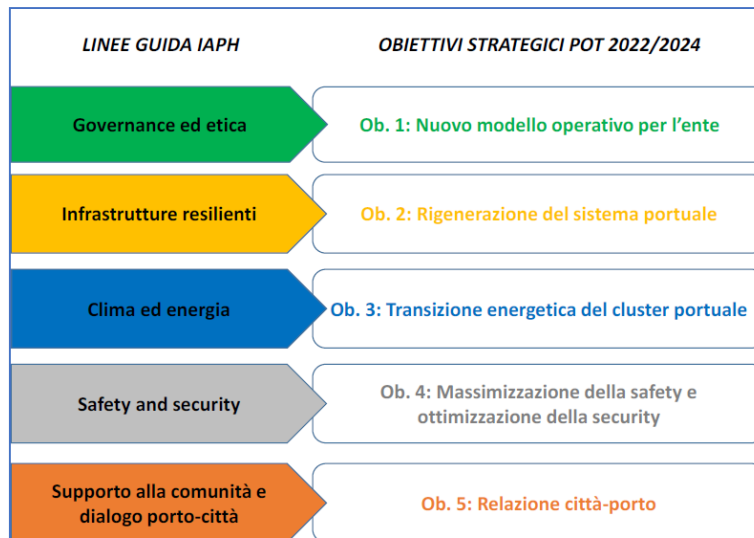 LINEE GUIDA IAPH
OBIETTIVI STRATEGICI POT 2022/2024
Governance ed etica
Ob. 1: Nuovo modello operativo per l’ente
Infrastrutture resilienti
Ob. 2: Rigenerazione del sistema portuale
Clima ed energia
Ob. 3: Transizione energetica del cluster portuale
Safety and security
Ob. 4: Massimizzazione della safety e
ottimizzazione della security
Supporto alla comunità e
dialogo porto-città
Ob. 5: Relazione città-porto